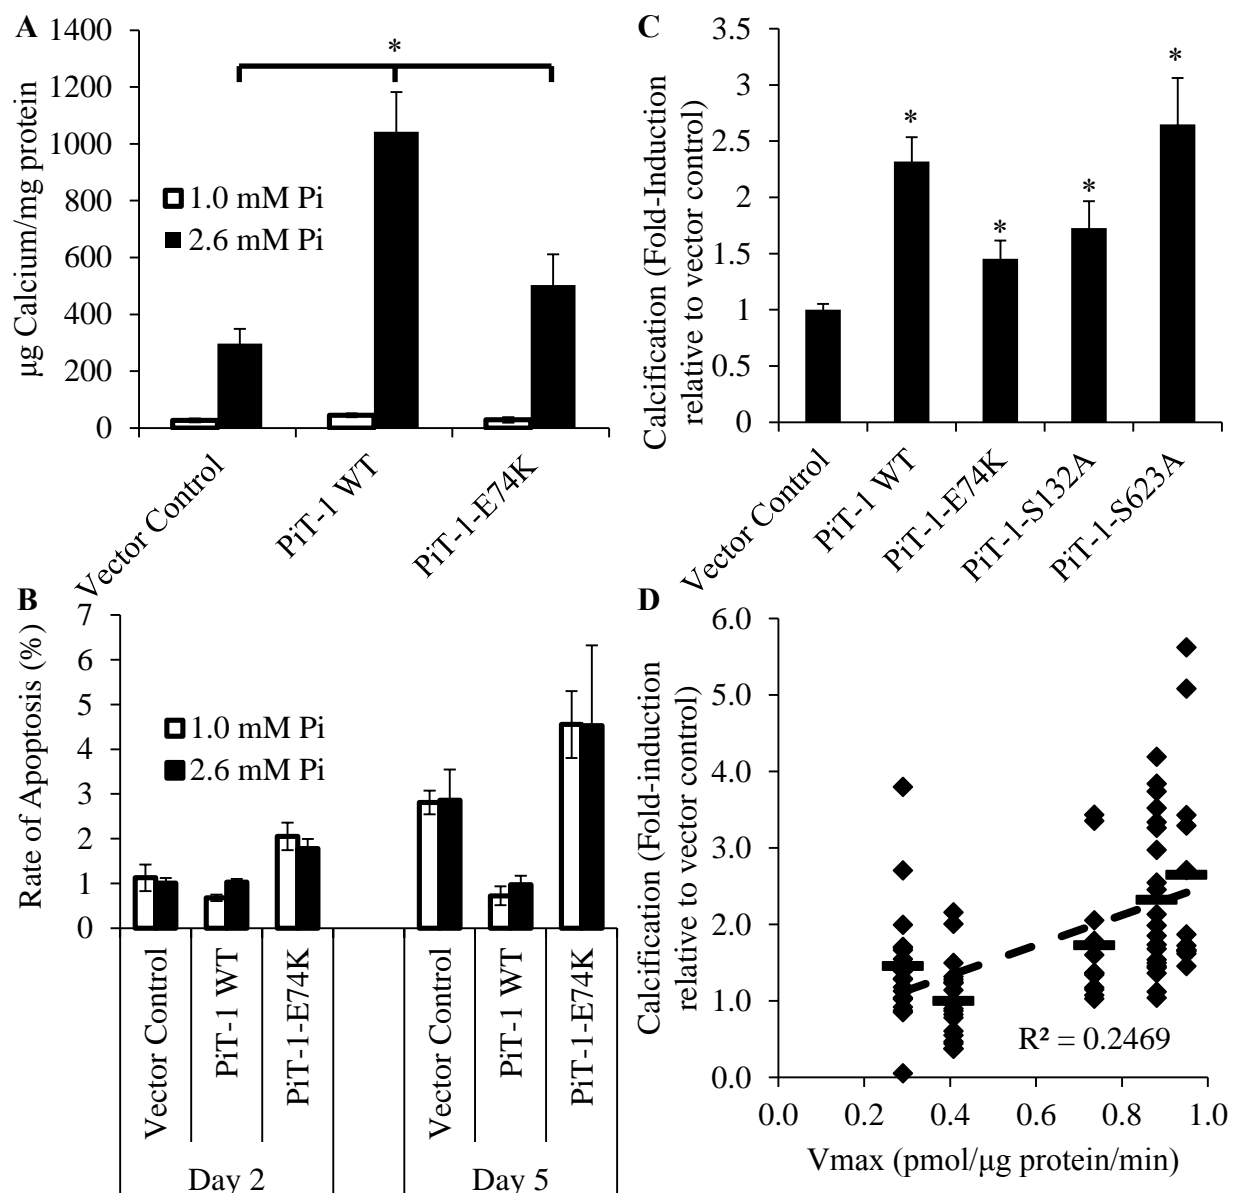 A
1400
1200
1000
800
600
400
200
0
µg Calcium/mg protein
*
1.0 mM Pi
2.6 mM Pi
Vector Control
PiT-1 WT
PiT-1-E74K
C
3.5
3
2.5
2
1.5
1
0.5
0
Calcification (Fold-Induction
relative to vector control)
*
*
*
*
Vector Control
PiT-1 WT
PiT-1-E74K
PiT-1-S132A
PiT-1-S623A
B
7
6
5
4
3
2
1
0
Rate of Apoptosis (%)
1.0 mM Pi
2.6 mM Pi
Vector Control
PiT-1 WT
PiT-1-E74K
Vector Control
PiT-1 WT
PiT-1-E74K
Day 2
Day 5
D
6.0
5.0
4.0
3.0
2.0
1.0
0.0
Calcification (Fold-induction
relative to vector control)
R² = 0.2469
0.0 0.2 0.4 0.6 0.8 1.0
Vmax (pmol/µg protein/min)